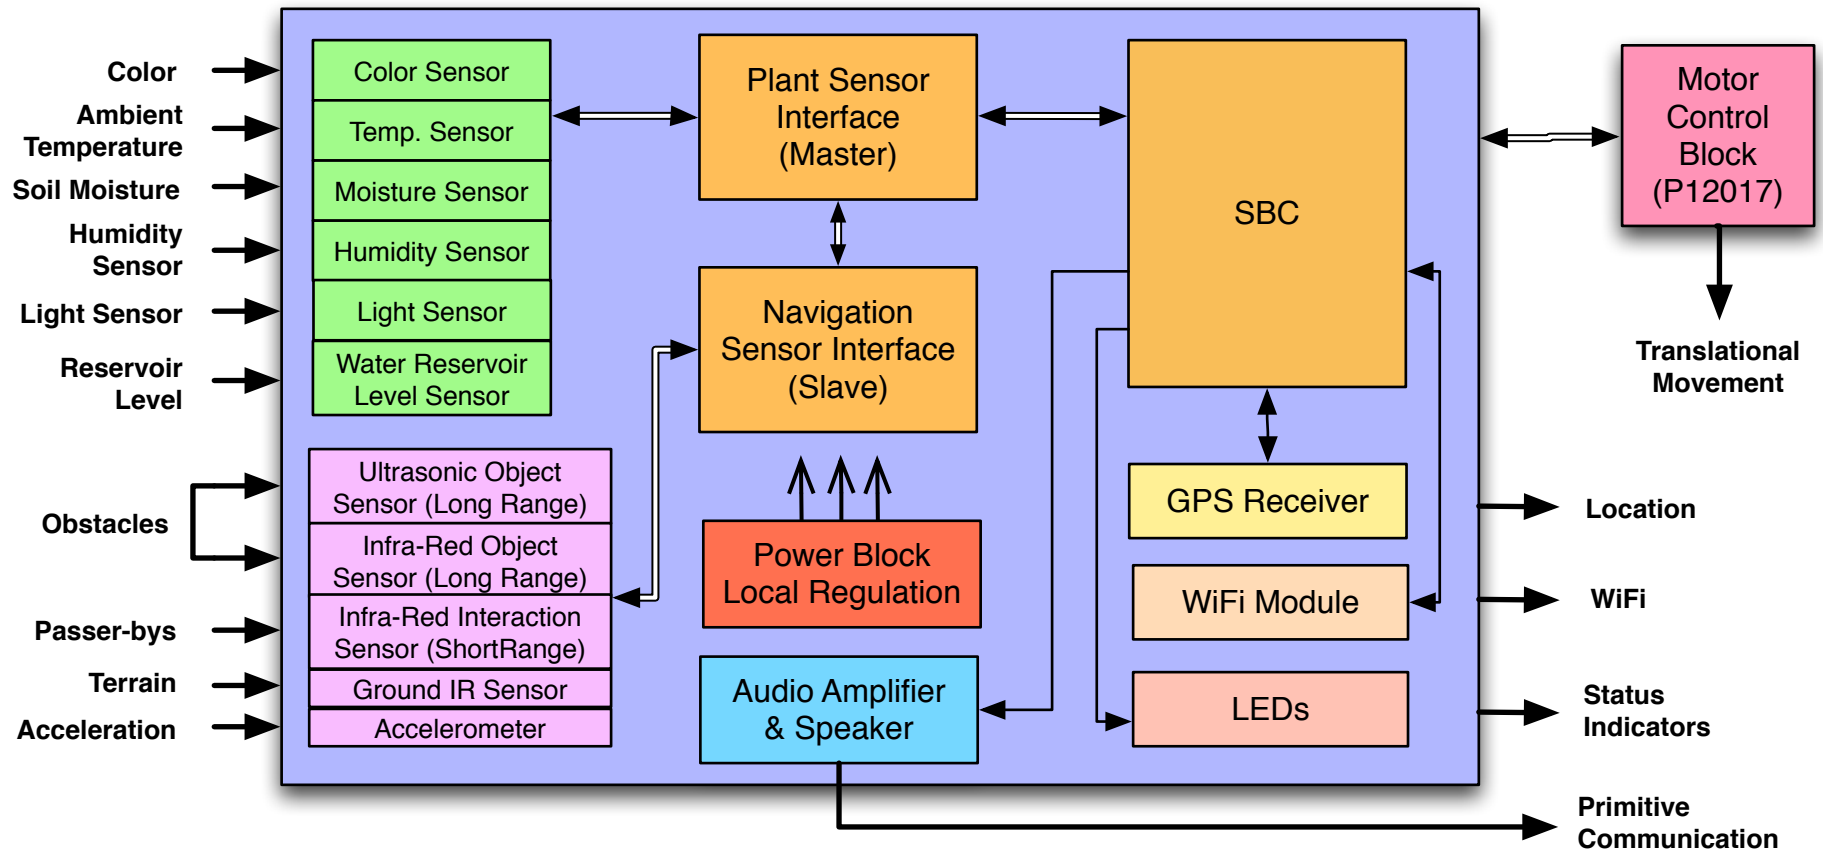 Color
Ambient
Temperature
Soil Moisture
Humidity
Sensor
Light Sensor
Reservoir
Level
Obstacles
Passer-bys
Terrain
Acceleration
Color Sensor
Temp. Sensor
Moisture Sensor
Humidity Sensor
Light Sensor
Water Reservoir
Level Sensor
Ultrasonic Object
Sensor (Long Range)
Infra-Red Object
Sensor (Long Range)
Infra-Red Interaction
Sensor (ShortRange)
Ground IR Sensor
Accelerometer
Plant Sensor
Interface
(Master)
Navigation
Sensor Interface
(Slave)
Power Block
Local Regulation
Audio Amplifier
& Speaker
SBC
GPS Receiver
WiFi Module
LEDs
Motor
Control
Block
(P12017)
Translational
Movement
Location
WiFi
Status
Indicators
Primitive
Communication